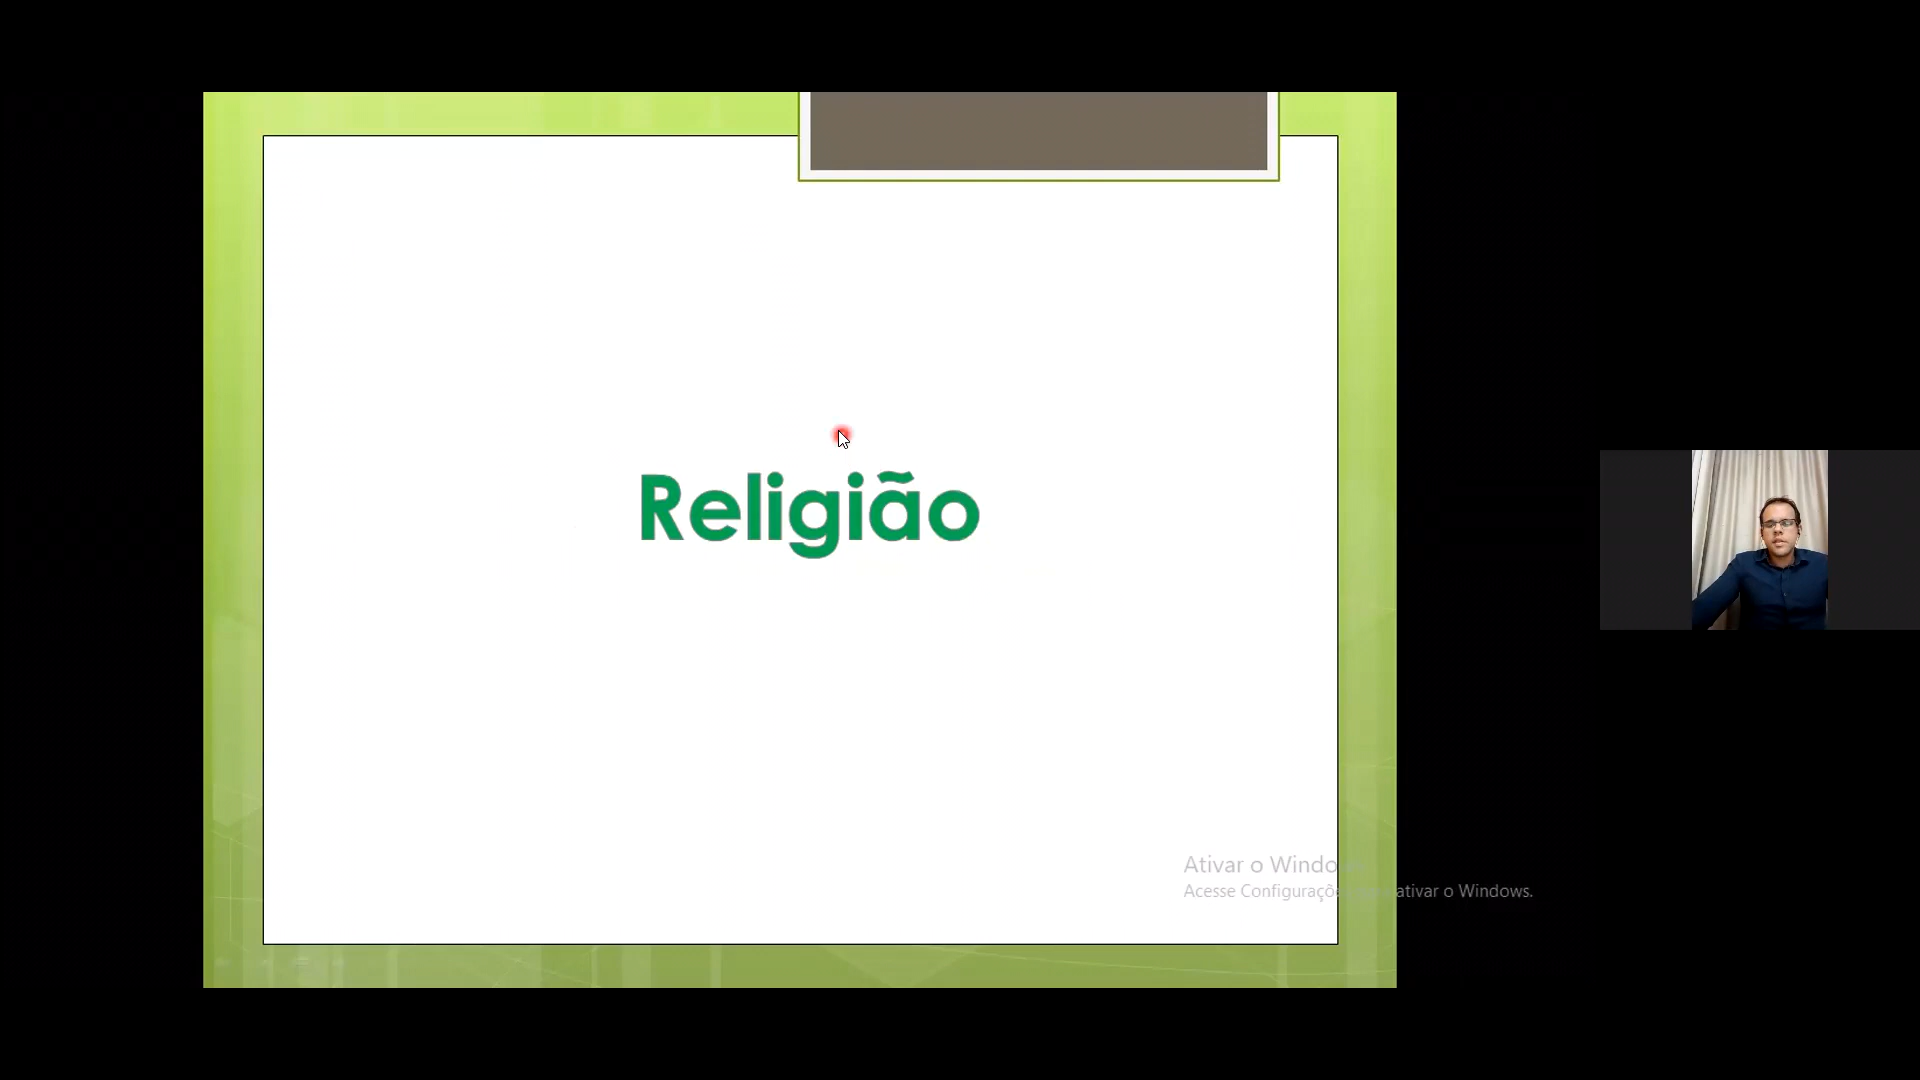 Religião
Ativar o Windo
Acesse Configuraçõ ativar o Windows.